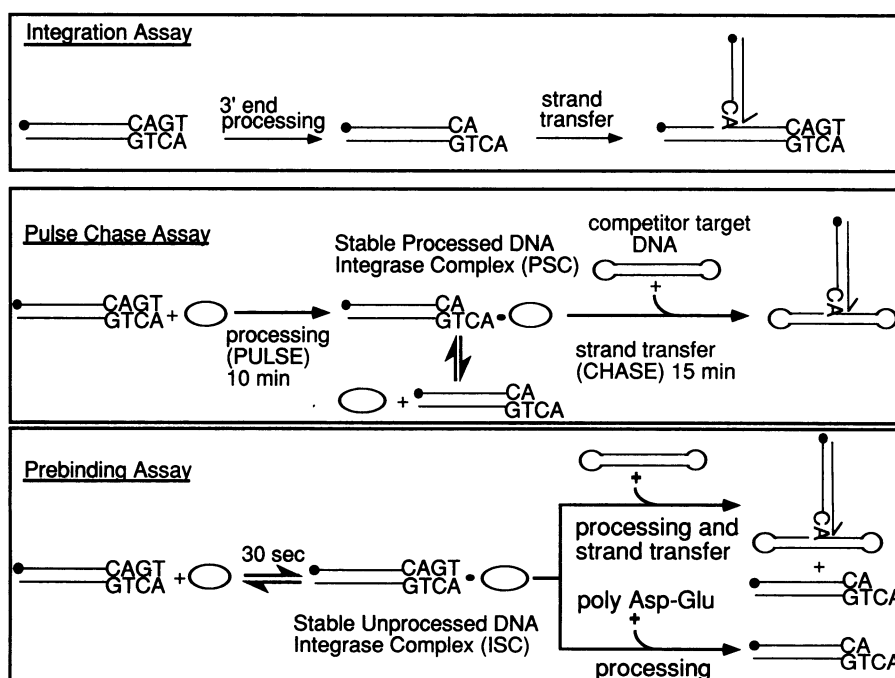 Integration Assay
CAGT
GTCA
3' end
processing
CA
GTCA
strand
transfer
CA
CAGT
GTCA
Pulse Chase Assay
CAGT
GTCA
+
processing
(PULSE)
10 min
Stable Processed DNA
Integrase Complex (PSC)
CA
GTCA
+
CA
GTCA
competitor target
DNA
+
strand transfer
(CHASE) 15 min
CA
Prebinding Assay
CAGT
GTCA
+
30 sec
CAGT
GTCA
Stable Unprocessed DNA
Integrase Complex (ISC)
+
processing and
strand transfer
CA
+
CA
GTCA
poly Asp-Glu
+
processing
CA
GTCA